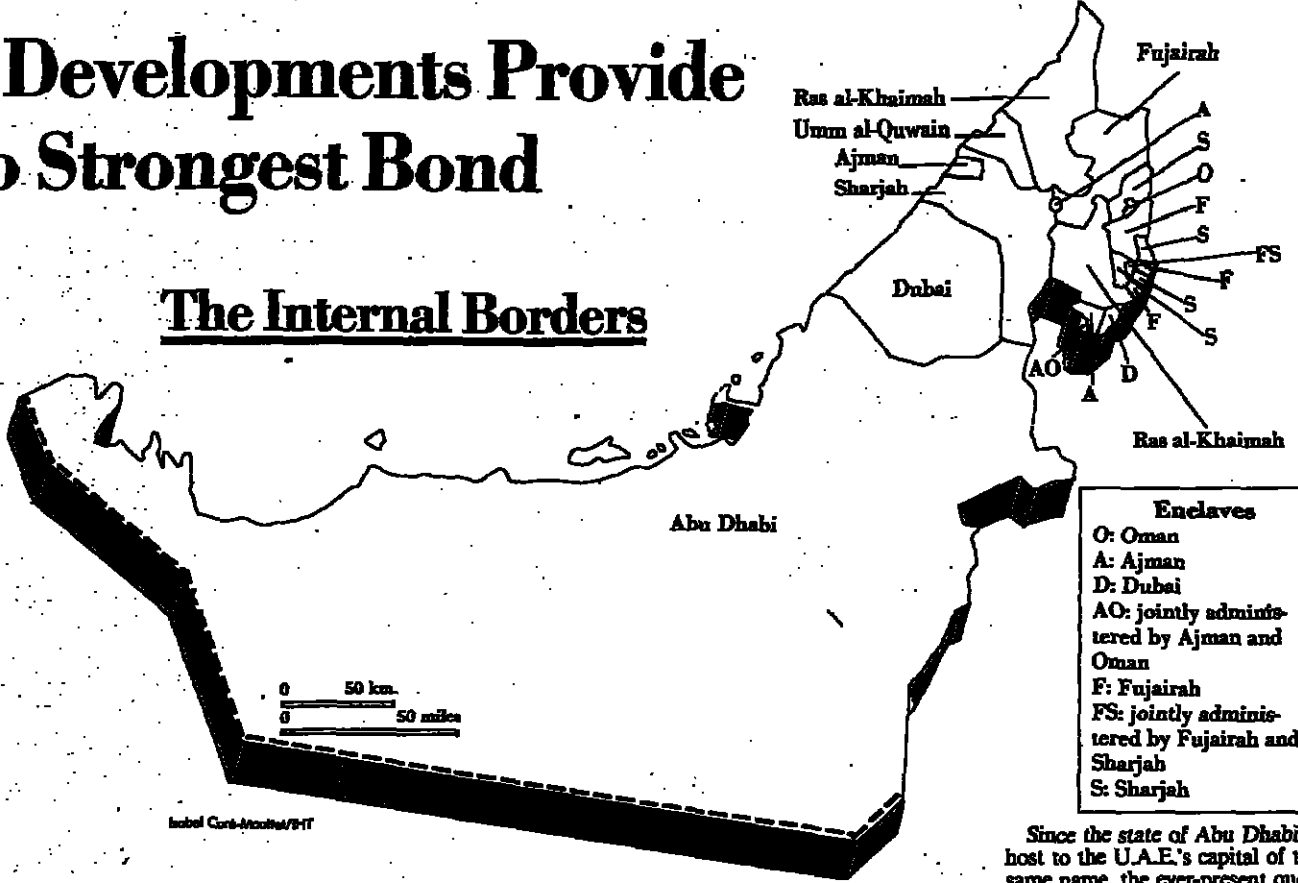 Developments Provide
Strongest Bond
The Internal Borders
Fujairah
Ras al-Khaimah
Umm al-Quwain
Ajman
Sharjah
A
S
O
F
S
FS
F
S
F
S
Dubai
AO
D
A
Ras al-Khaimah
Abu Dhabi
0 50 km.
0 50 miles
Enclaves
O: Oman
A: Ajman
D: Dubai
AO: jointly adminis-
tered by Ajman and
Oman
F: Fujairah
FS: jointly adminis-
tered by Fujairah and
Sharjah
S: Sharjah
Isabel
Since the state of Abu Dhabi
host to the U.A.E.'s capital of
same name, the ever-present